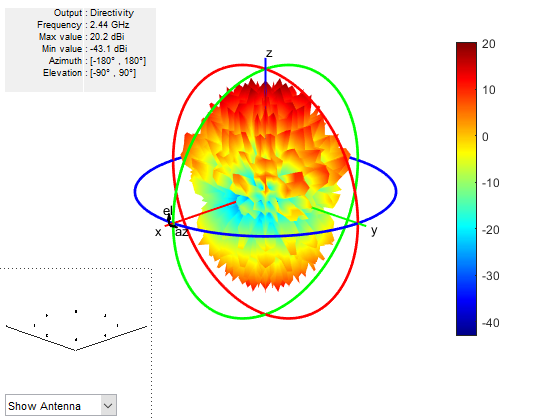 Output : Directivity
Frequency : 2.44 GHz
Max value : 20.2 dBi
Min value : -43.1 dBi
Azimuth : [-180° , 180°]
Elevation : [-90° , 90°]
z
el
az
x
y
20
10
0
-10
-20
-30
-40
Show Antenna